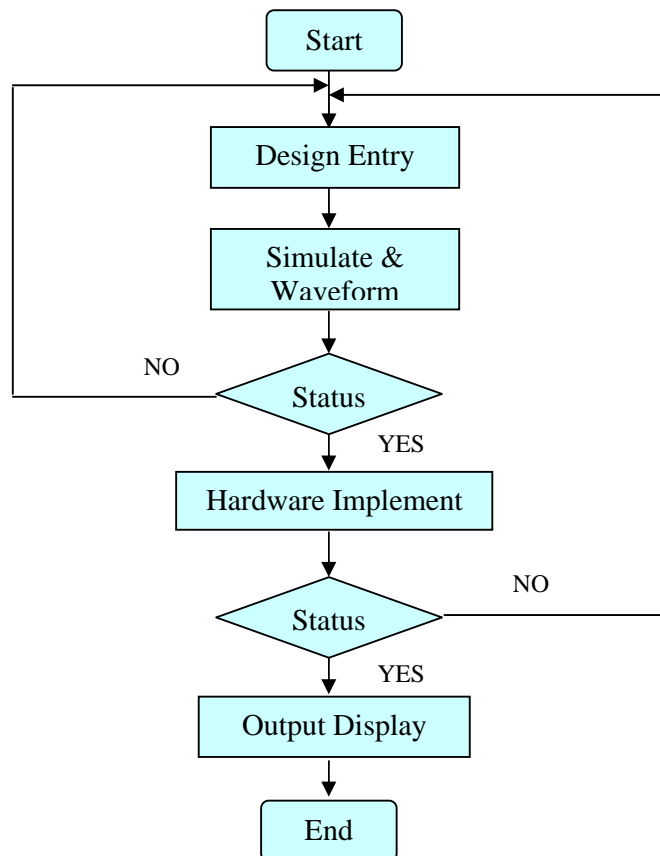 Start
Design Entry
Simulate &
Waveform
NO
Status
YES
Hardware Implement
NO
Status
YES
Output Display
End